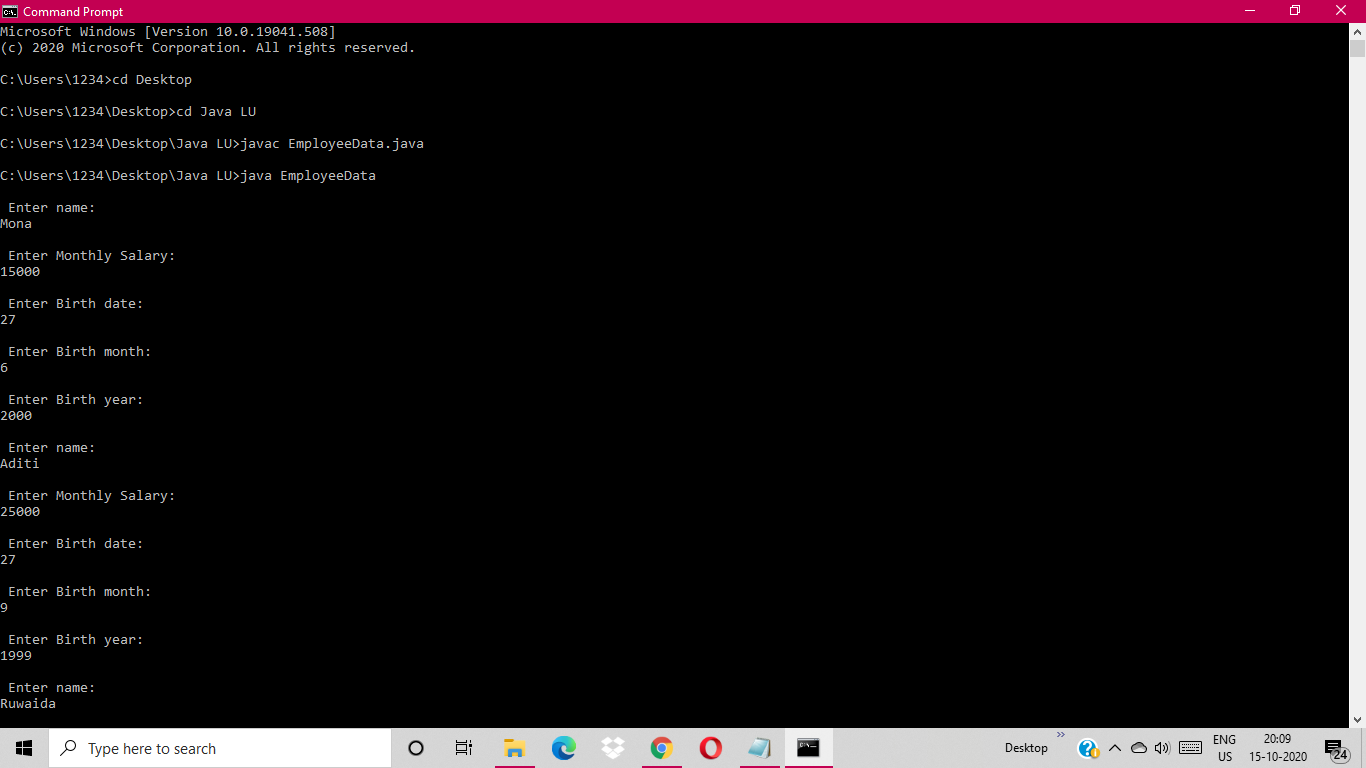 Command Prompt
Microsoft Windows [Version 10.0.19041.508]
(c) 2020 Microsoft Corporation. All rights reserved.
C:\Users\1234>cd Desktop
C:\Users\1234\Desktop>cd Java LU
C:\Users\1234\Desktop\Java LU>javac EmployeeData.java
C:\Users\1234\Desktop\Java LU>java EmployeeData
Enter name:
Mona
Enter Monthly Salary:
15000
Enter Birth date:
27
Enter Birth month:
6
Enter Birth year:
2000
Enter name:
Aditi
Enter Monthly Salary:
25000
Enter Birth date:
27
Enter Birth month:
9
Enter Birth year:
1999
Enter name:
Ruwaida
Type here to search
Desktop
ENG
US
20:09
15-10-2020
24